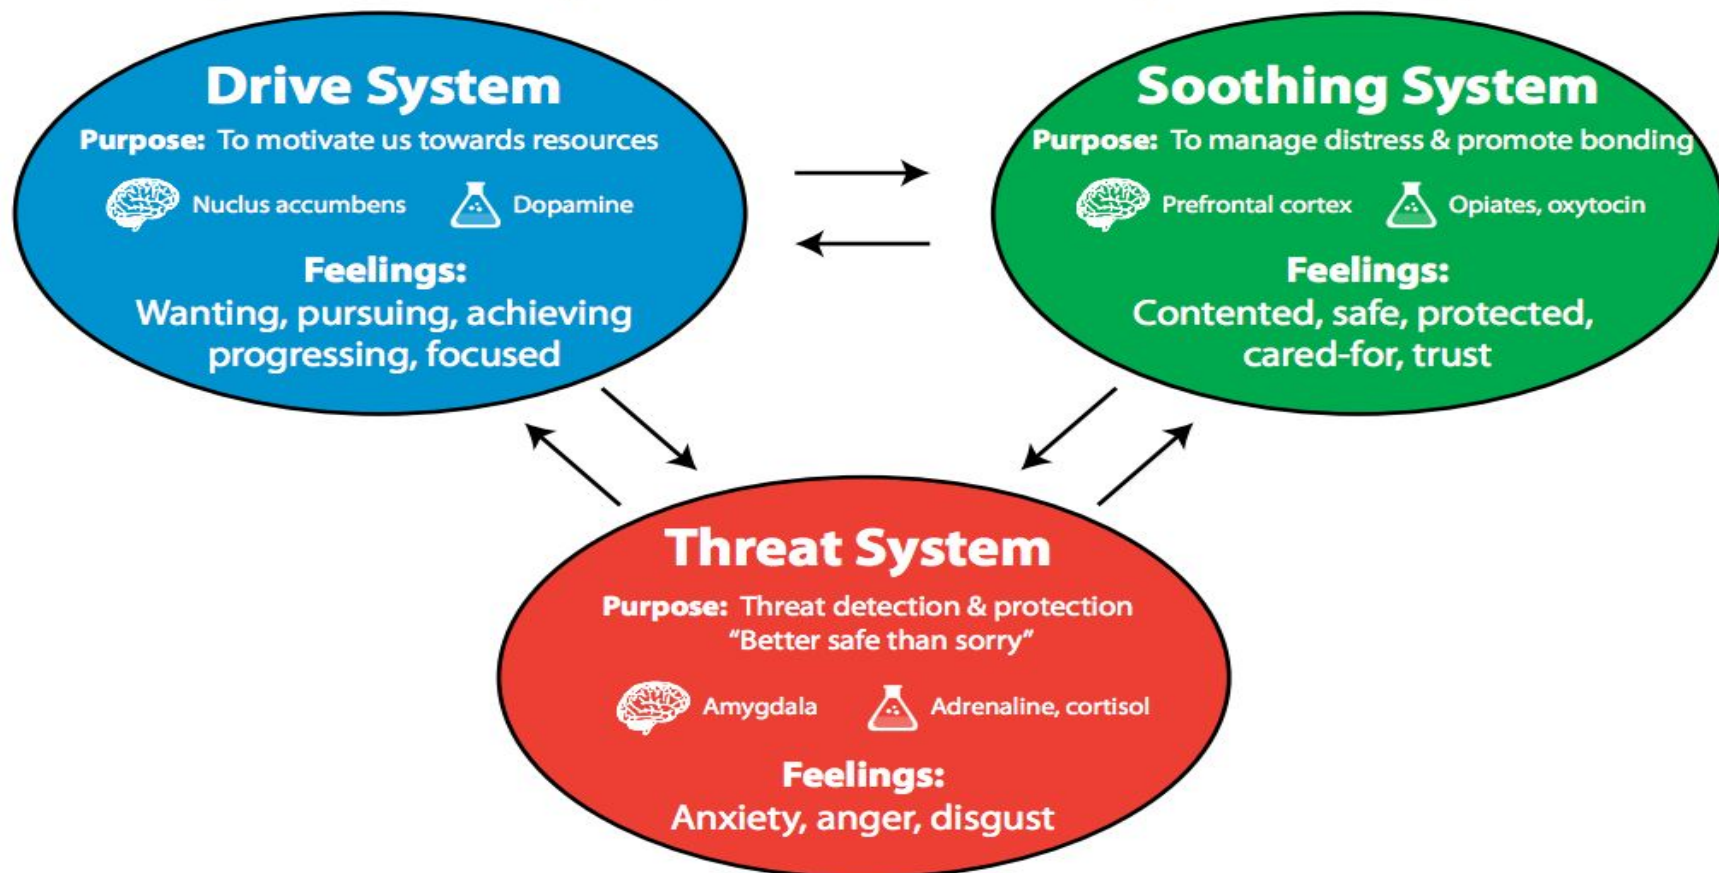 Drive System
Purpose: To motivate us towards resources
Nuclus accumbens
Dopamine
Feelings:
Wanting, pursuing, achieving
progressing, focused
Soothing System
Purpose: To manage distress & promote bonding
Prefrontal cortex
Opiates, oxytocin
Feelings:
Contented, safe, protected,
cared-for, trust
Threat System
Purpose: Threat detection & protection
“Better safe than sorry”
Amygdala
Adrenaline, cortisol
Feelings:
Anxiety, anger, disgust